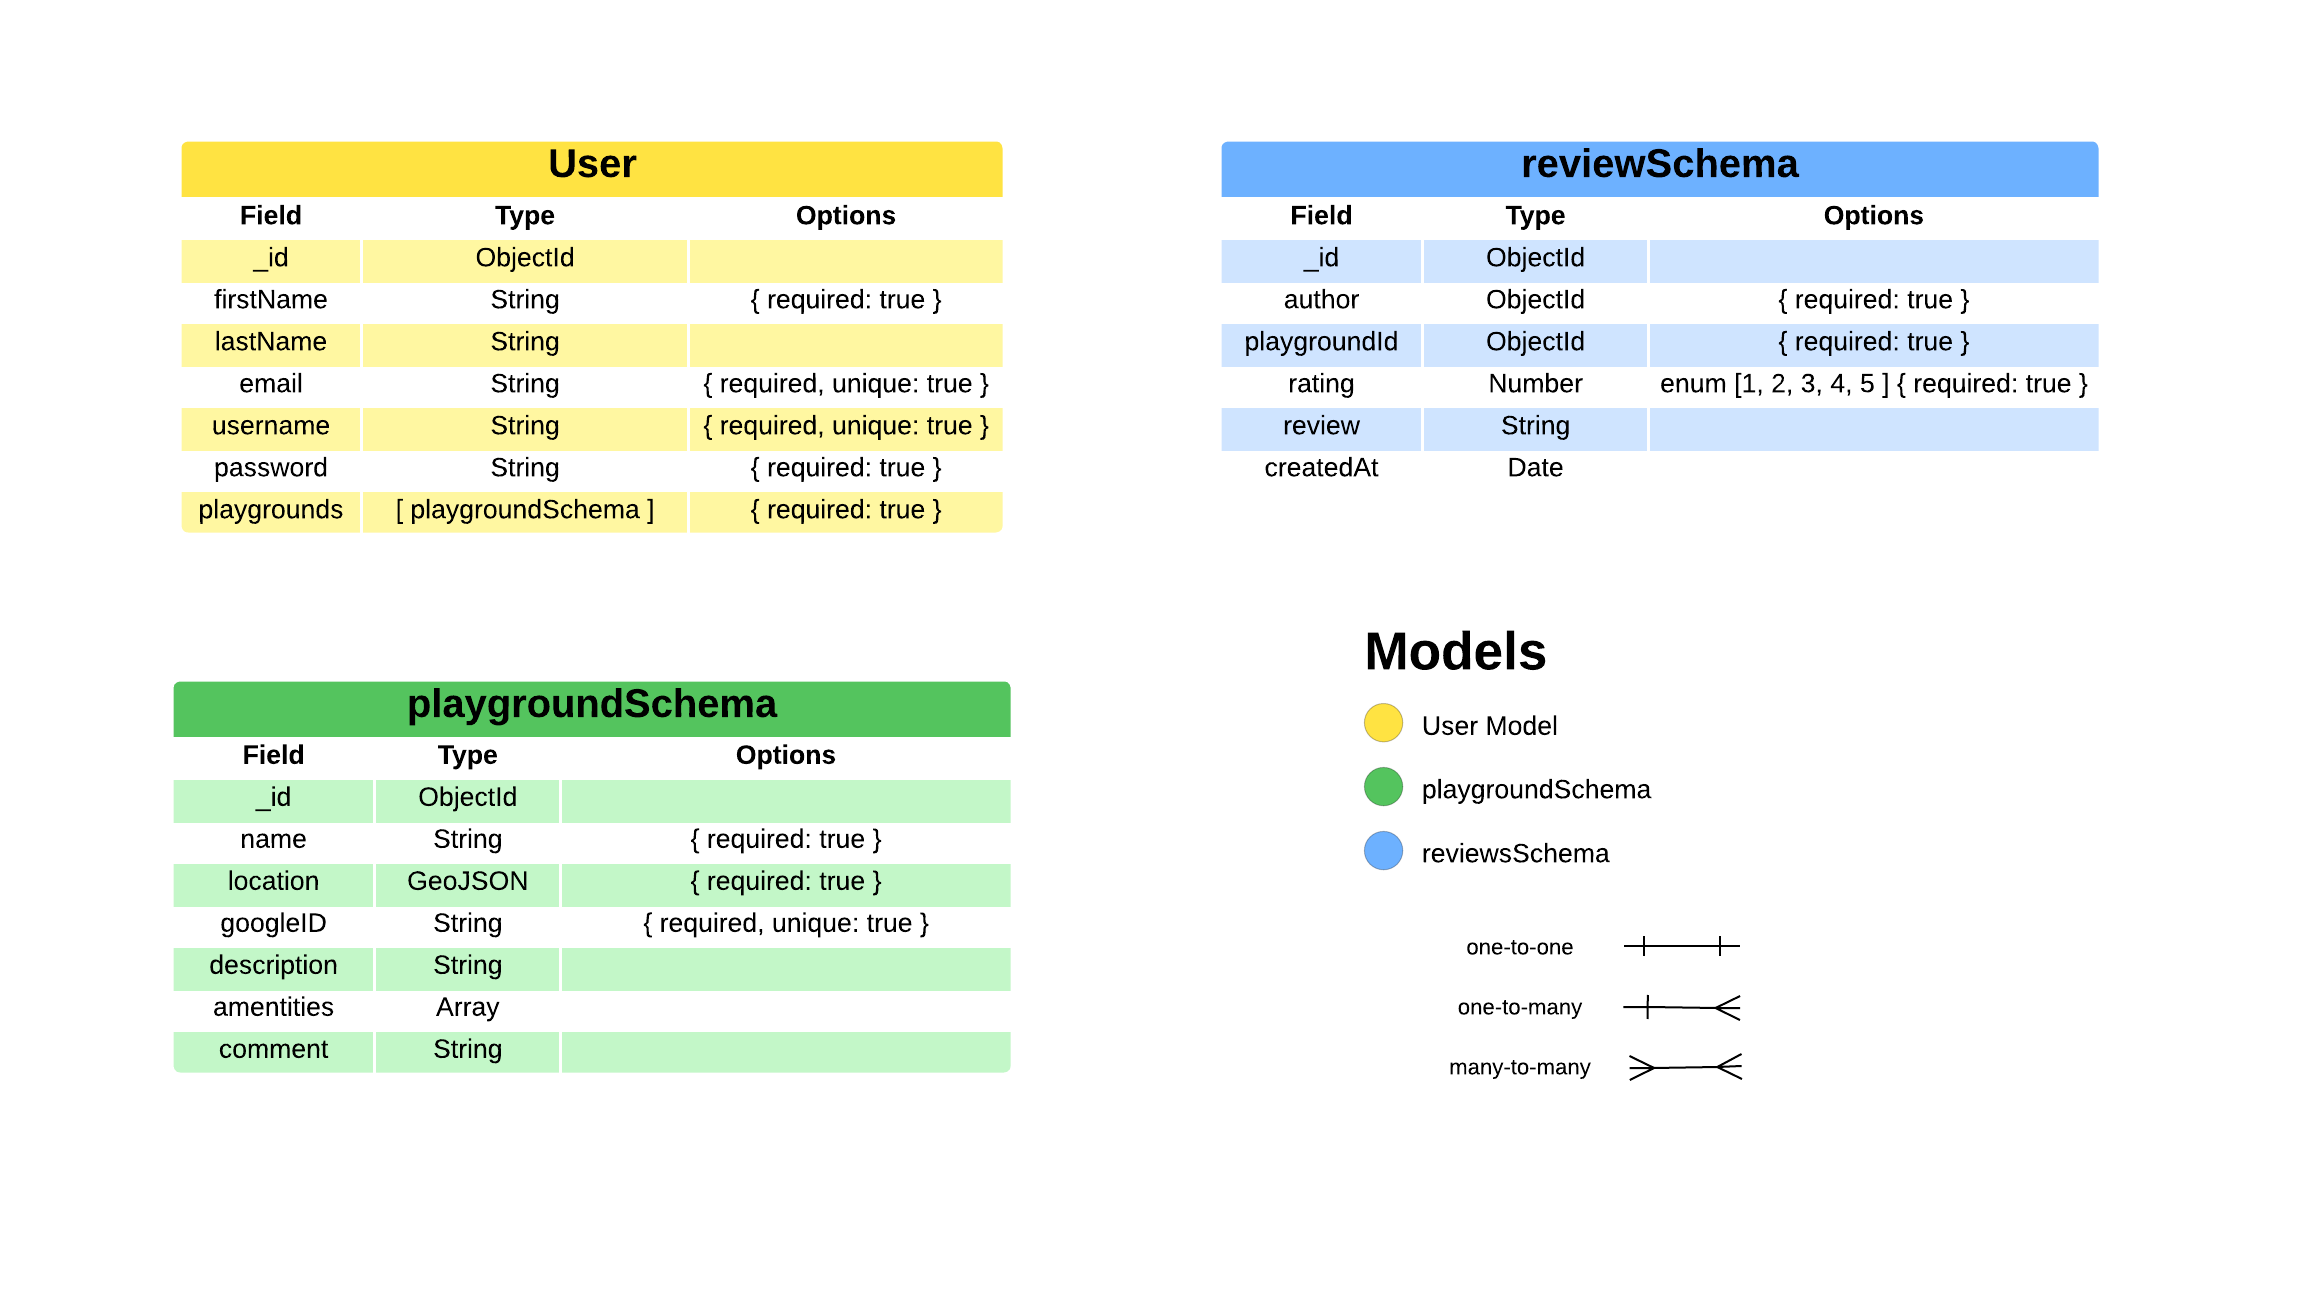 User
Field Type Options
_id ObjectId
firstName String { required: true }
lastName String
email String { required, unique: true }
username String { required, unique: true }
password String { required: true }
playgrounds [ playgroundSchema ] { required: true }
reviewSchema
Field Type Options
_id ObjectId
author ObjectId { required: true }
playgroundId ObjectId { required: true }
rating Number enum [1, 2, 3, 4, 5 ] { required: true }
review String
createdAt Date
playgroundSchema
Field Type Options
_id ObjectId
name String { required: true }
location GeoJSON { required: true }
googleID String { required, unique: true }
description String
amentities Array
comment String
Models
User Model
playgroundSchema
reviewsSchema
one-to-one
one-to-many
many-to-many